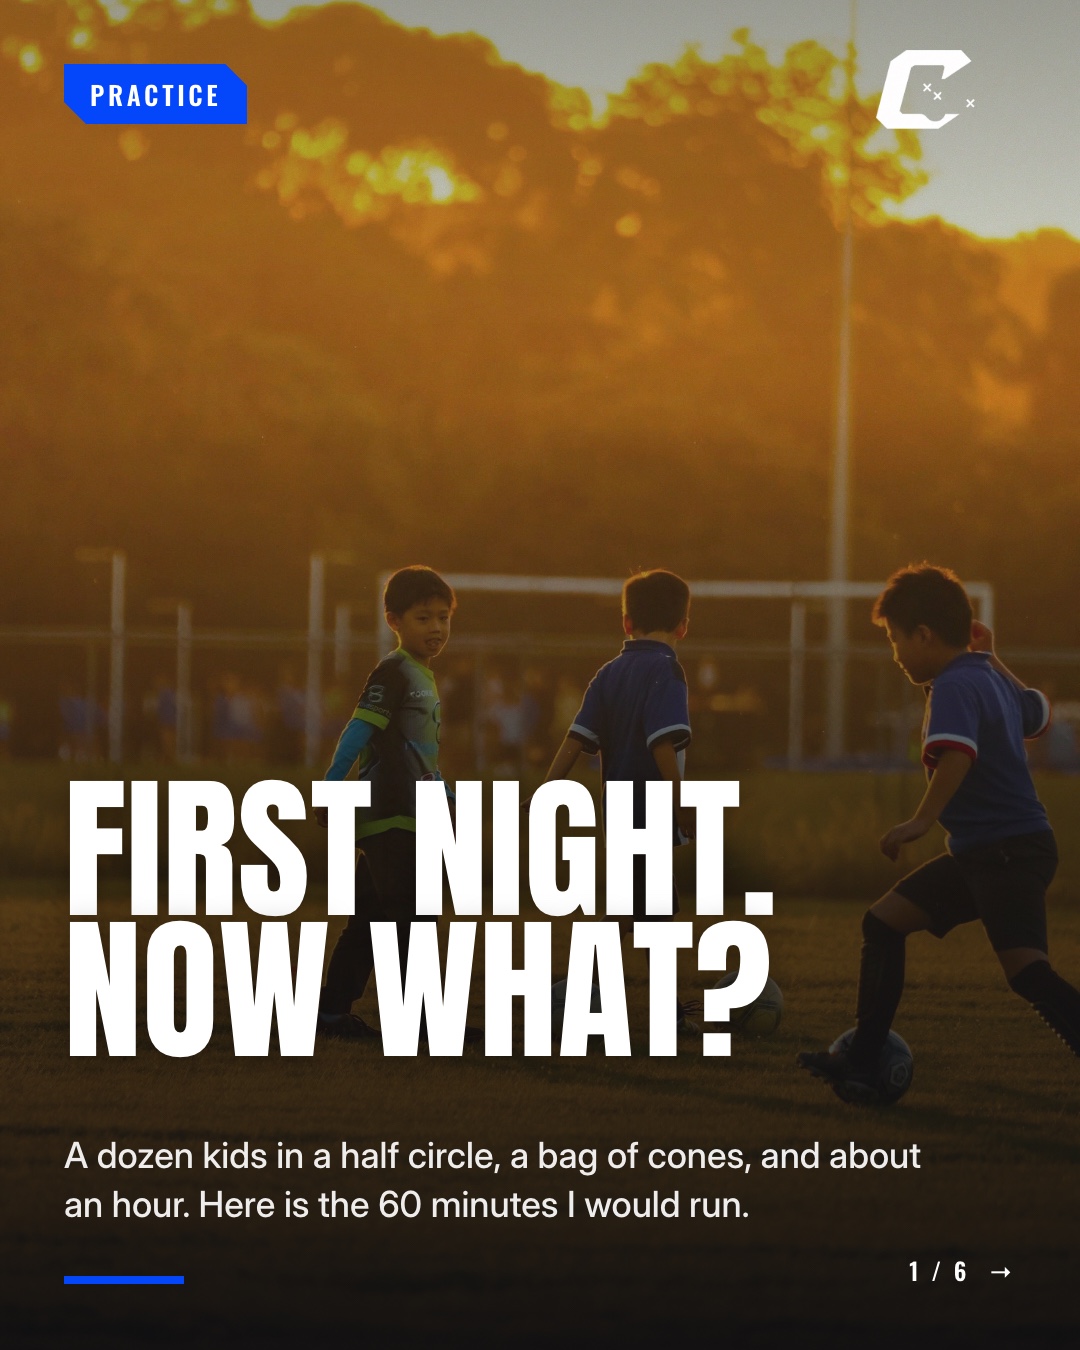 PRACTICE
FIRST NIGHT.
NOW WHAT?
A dozen kids in a half circle, a bag of cones, and about
an hour. Here is the 60 minutes I would run.
1 / 6 →